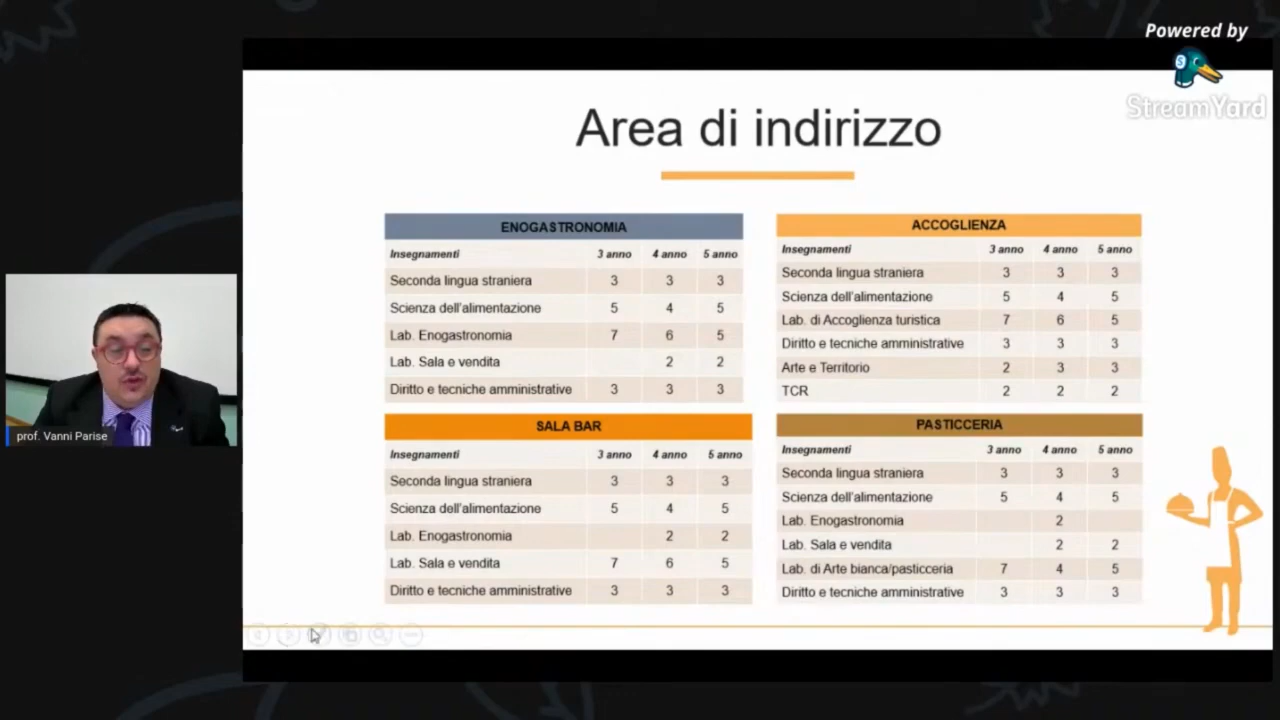 Powered by
StreamYard
Area di indirizzo
ENOGASTRONOMIA
Insegnamenti 3 anno 4 anno 5 anno
Seconda lingua straniera 3 3 3
Scienza dell'alimentazione 5 4 5
Lab. Enogastronomia 7 6 5
Lab. Sala e vendita 2 2
Diritto e tecniche amministrative 3 3 3
ACCOGLIENZA
Insegnamenti 3 anno 4 anno 5 anno
Seconda lingua straniera 3 3 3
Scienza dell'alimentazione 5 4 5
Lab. di Accoglienza turistica 7 6 5
Diritto e tecniche amministrative 3 3 3
Arte e Territorio 2 3 3
TCR 2 2 2
SALA BAR
Insegnamenti 3 anno 4 anno 5 anno
Seconda lingua straniera 3 3 3
Scienza dell'alimentazione 5 4 5
Lab. Enogastronomia 2 2
Lab. Sala e vendita 7 6 5
Diritto e tecniche amministrative 3 3 3
PASTICCERIA
Insegnamenti 3 anno 4 anno 5 anno
Seconda lingua straniera 3 3 3
Scienza dell'alimentazione 5 4 5
Lab. Enogastronomia 2
Lab. Sala e vendita 2 2
Lab. di Arte bianca/pasticceria 7 4 5
Diritto e tecniche amministrative 3 3 3
prof. Vanni Parise